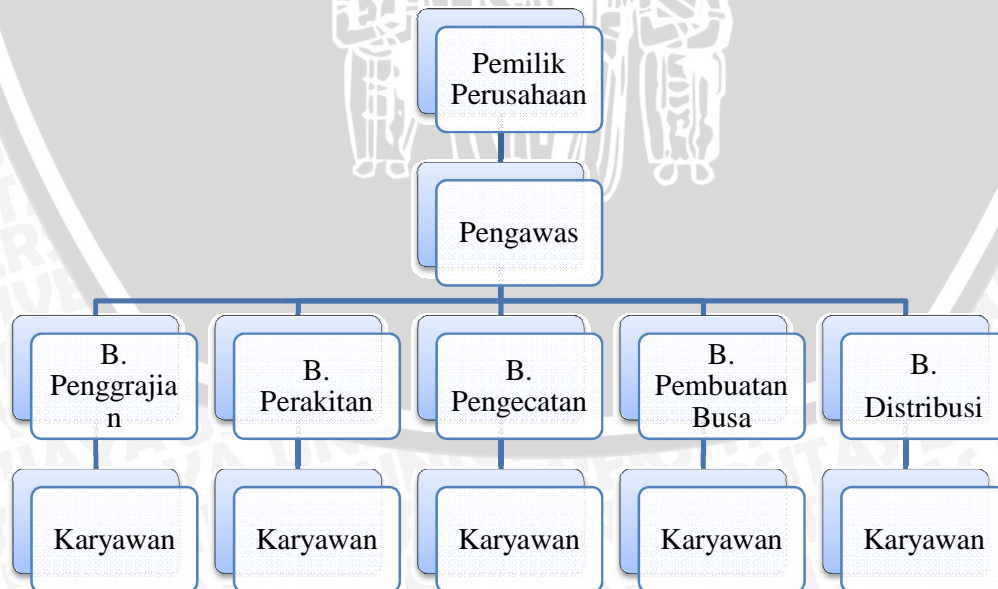 Pemilik
Perusahaan
Pengawas
B.
Penggrajia
n
B.
Perakitan
B.
Pengecatan
B.
Pembuatan
Busa
B.
Distribusi
Karyawan
Karyawan
Karyawan
Karyawan
Karyawan